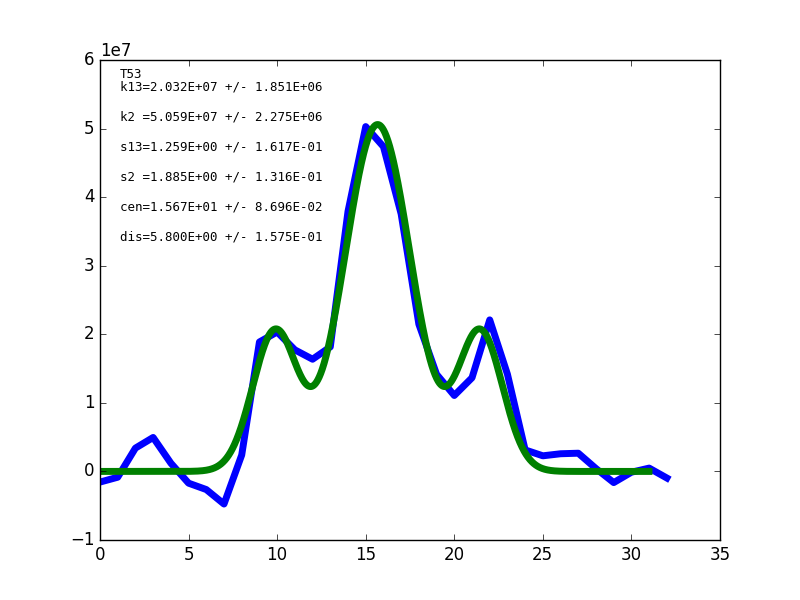 1e7
T53
k13=2.032E+07 +/- 1.851E+06
k2 =5.059E+07 +/- 2.275E+06
s13=1.259E+00 +/- 1.617E-01
s2 =1.885E+00 +/- 1.316E-01
cen=1.567E+01 +/- 8.696E-02
dis=5.800E+00 +/- 1.575E-01
6
5
4
3
2
1
0
−1
0 5 10 15 20 25 30 35